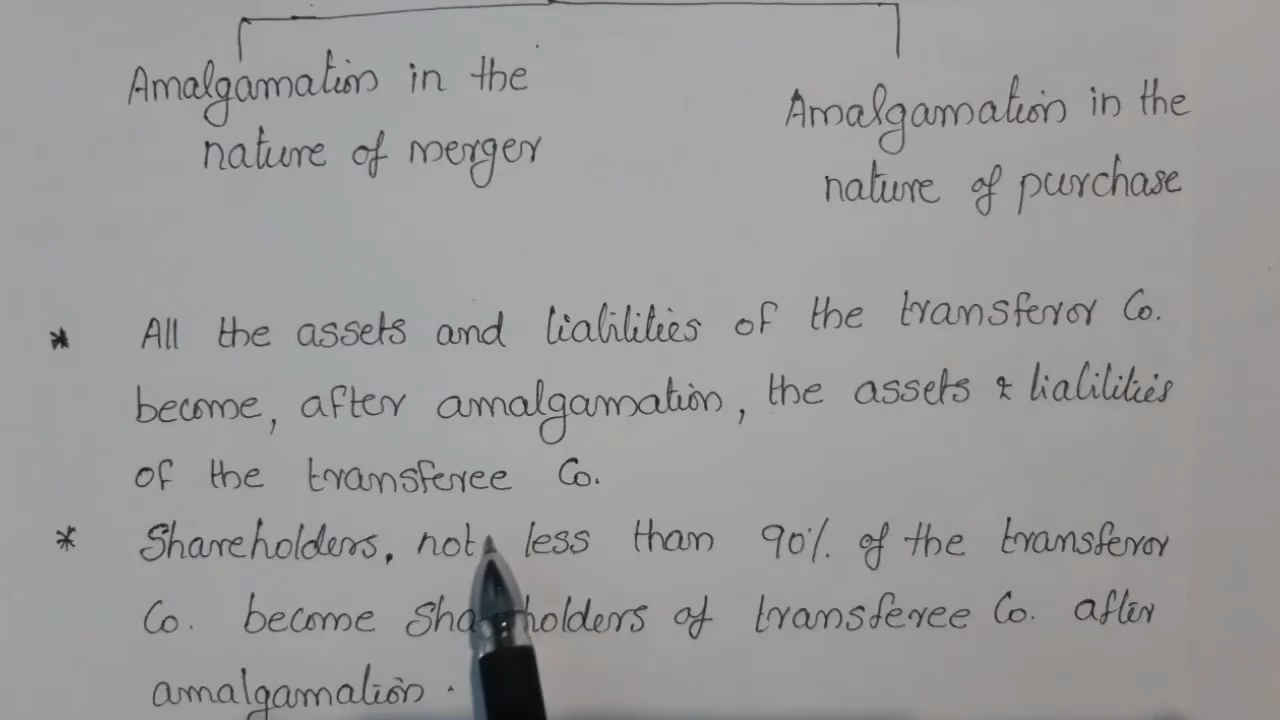 Amalgamation in the
nature of merger
Amalgamation in the
nature of purchase
* All the assets and liabilities of the transferor Co.
become, after amalgamation, the assets & liabilities
of the transferee Co.
* Shareholders, not less than 90% of the transferor
Co. become Shareholders of transferee Co. after
amalgamation.